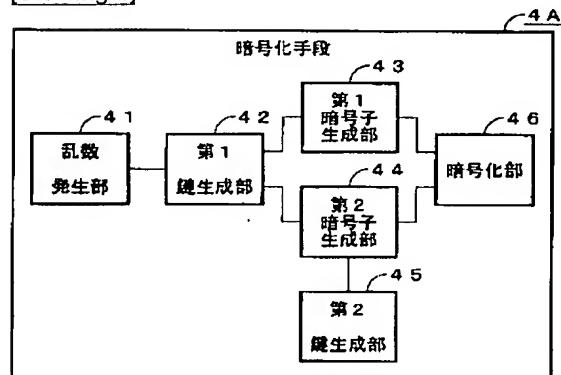 4A
暗号化手段
43
第1
暗号子
生成部
41
乱数
発生部
42
第1
鍵生成部
46
暗号化部
44
第2
暗号子
生成部
45
第2
鍵生成部